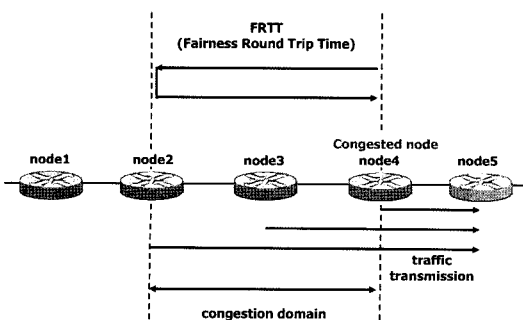 FRTT
(Fairness Round Trip Time)
Congested node
node1 node2 node3 node4 node5
traffic
transmission
congestion domain